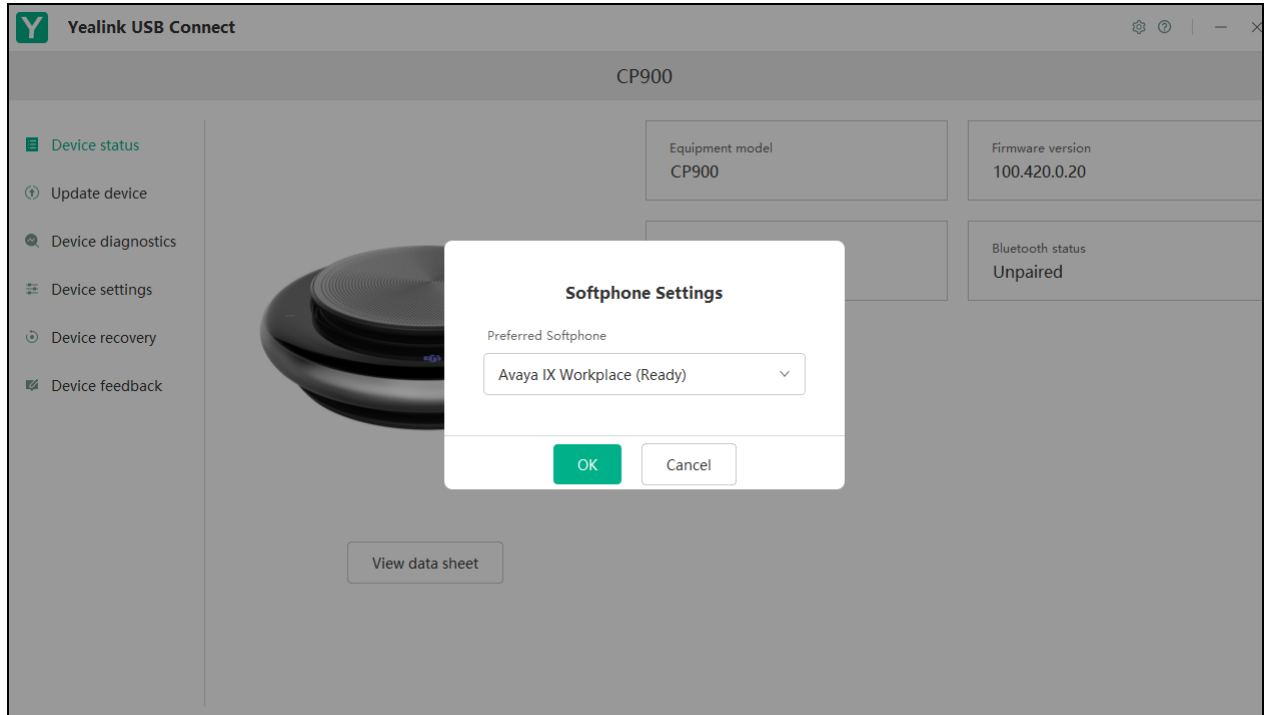 Y Yealink USB Connect
CP900
Device status
Update device
Device diagnostics
Device settings
Device recovery
Device feedback
Equipment model
CP900
Firmware version
100.420.0.20
Bluetooth status
Unpaired
Softphone Settings
Preferred Softphone
Avaya IX Workplace (Ready)
OK
Cancel
View data sheet